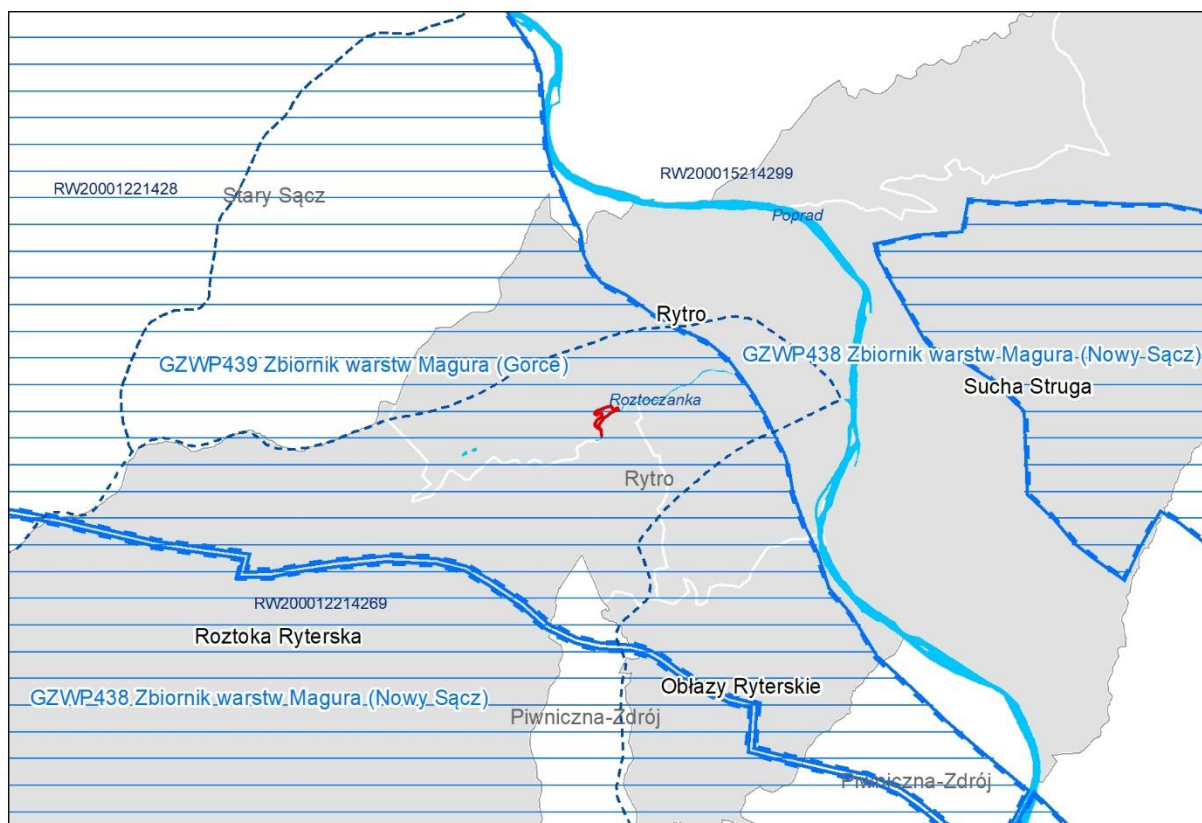 RW20001221428
RW200015214299
Stary Sącz
Poprad
Rytro
GZWP439 Zbiornik warstw Magura (Gorce)
GZWP438 Zbiornik warstw Magura (Nowy Sącz)
Sucha Struga
Roztoczanka
Rytro
RW200012214269
Roztoka Ryterska
GZWP438 Zbiornik warstw Magura (Nowy Sącz)
Obłazy Ryterskie
Piwniczna-Zdrój
Piwniczna-Zdrój